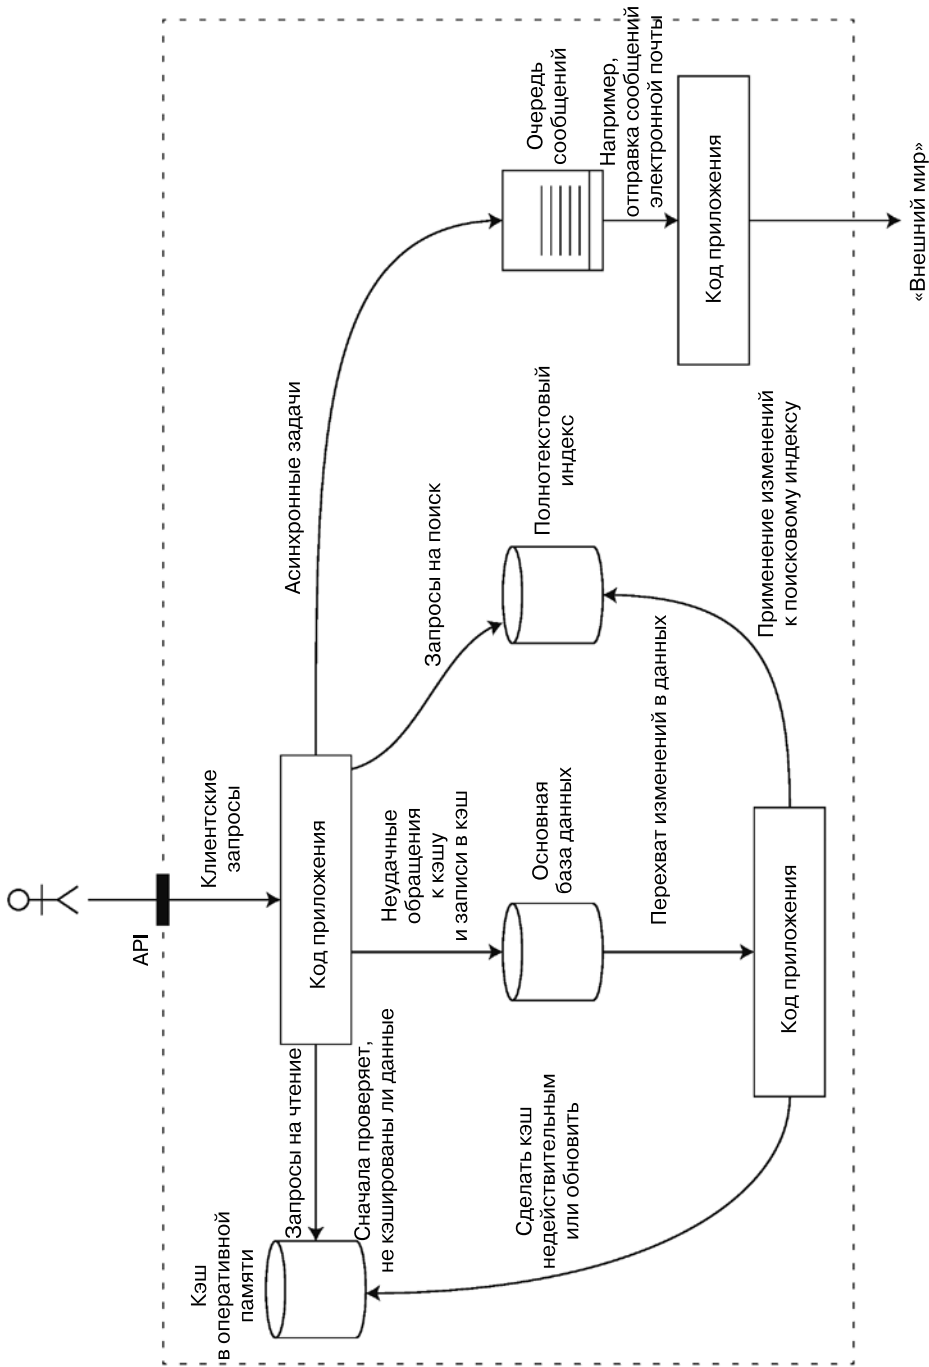 API
Клиентские
запросы
Код приложения
Кэш
в оперативной
памяти
Запросы на чтение
Сначала проверяет,
не кэшированы ли данные
Неудачные
обращения
к кэшу
и записи в кэш
Запросы на поиск
Асинхронные задачи
Основная
база данных
Полнотекстовый
индекс
Очередь
сообщений
Например,
отправка сообщений
электронной почты
Сделать кэш
недействительным
или обновить
Перехват изменений в данных
Код приложения
Применение изменений
к поисковому индексу
Код приложения
«Внешний мир»